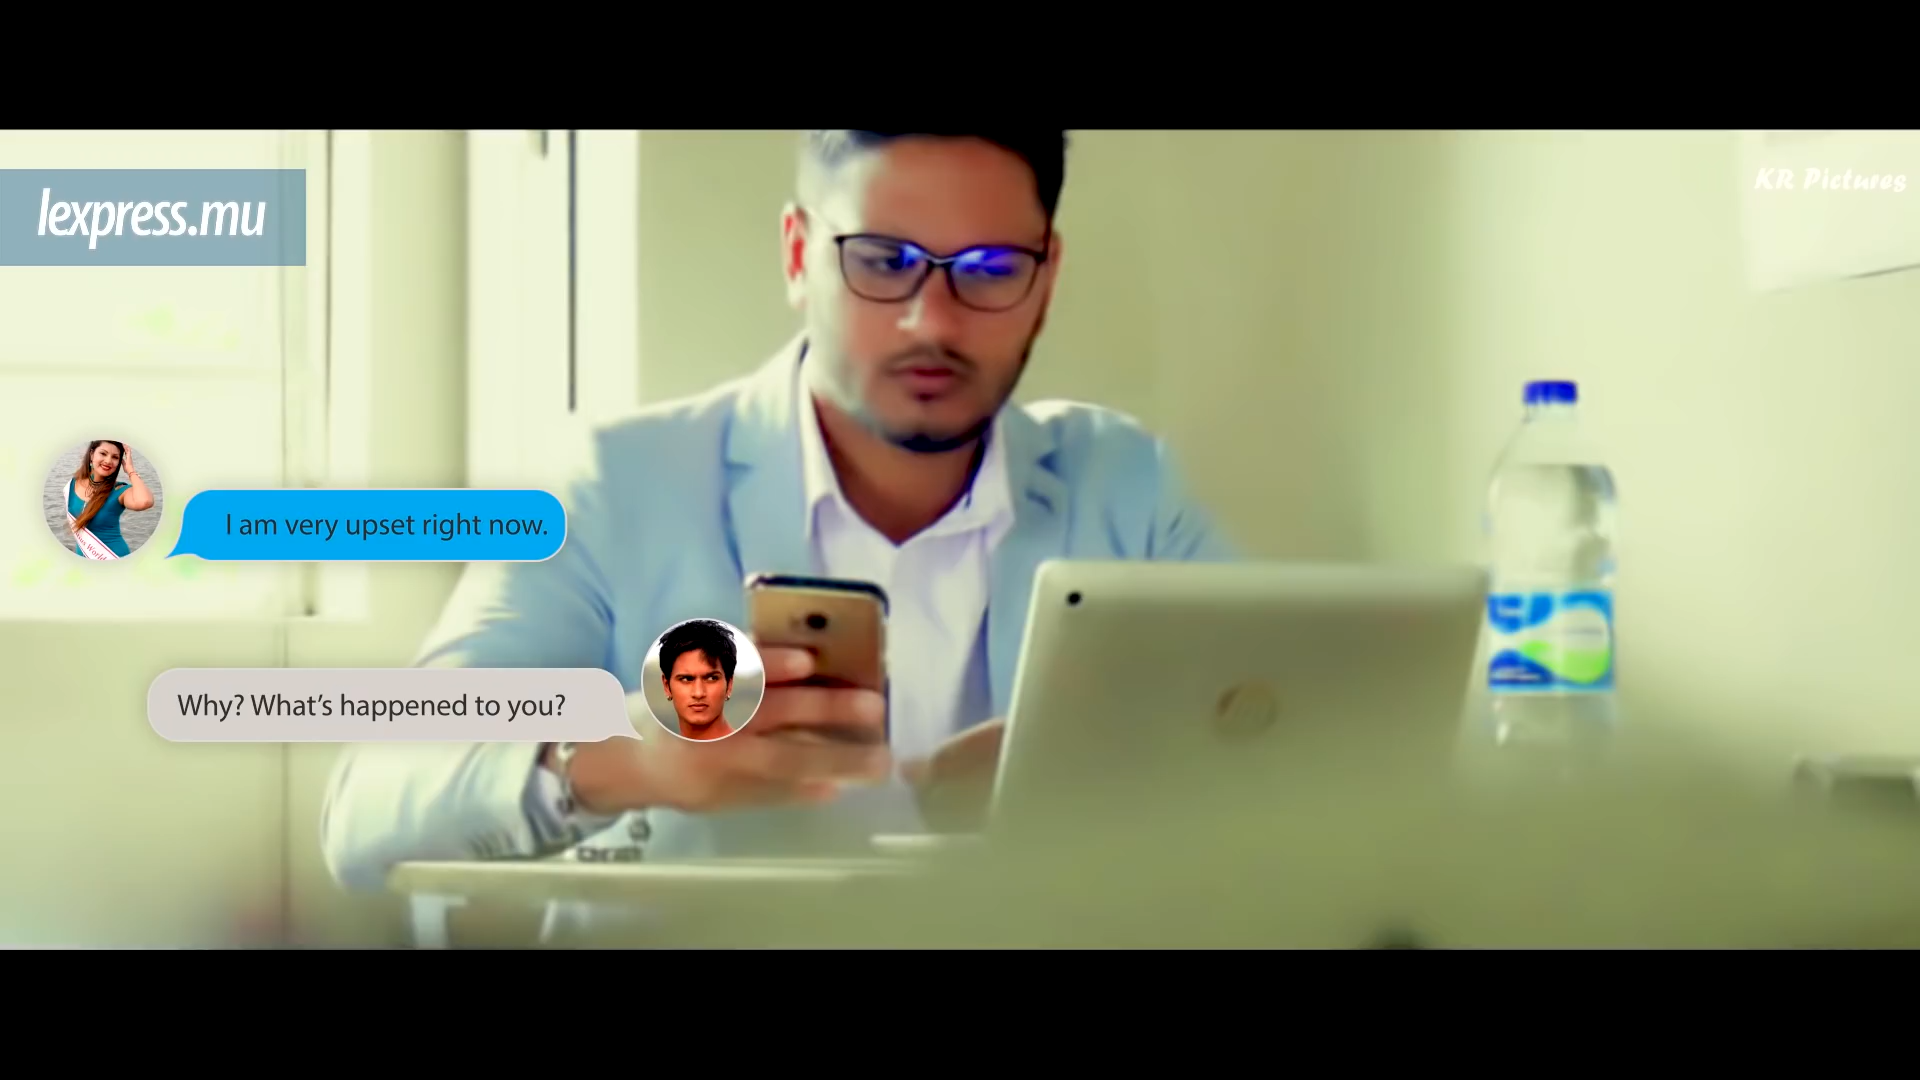 lexpress.mu
KR Pictures
I am very upset right now.
Why? What's happened to you?